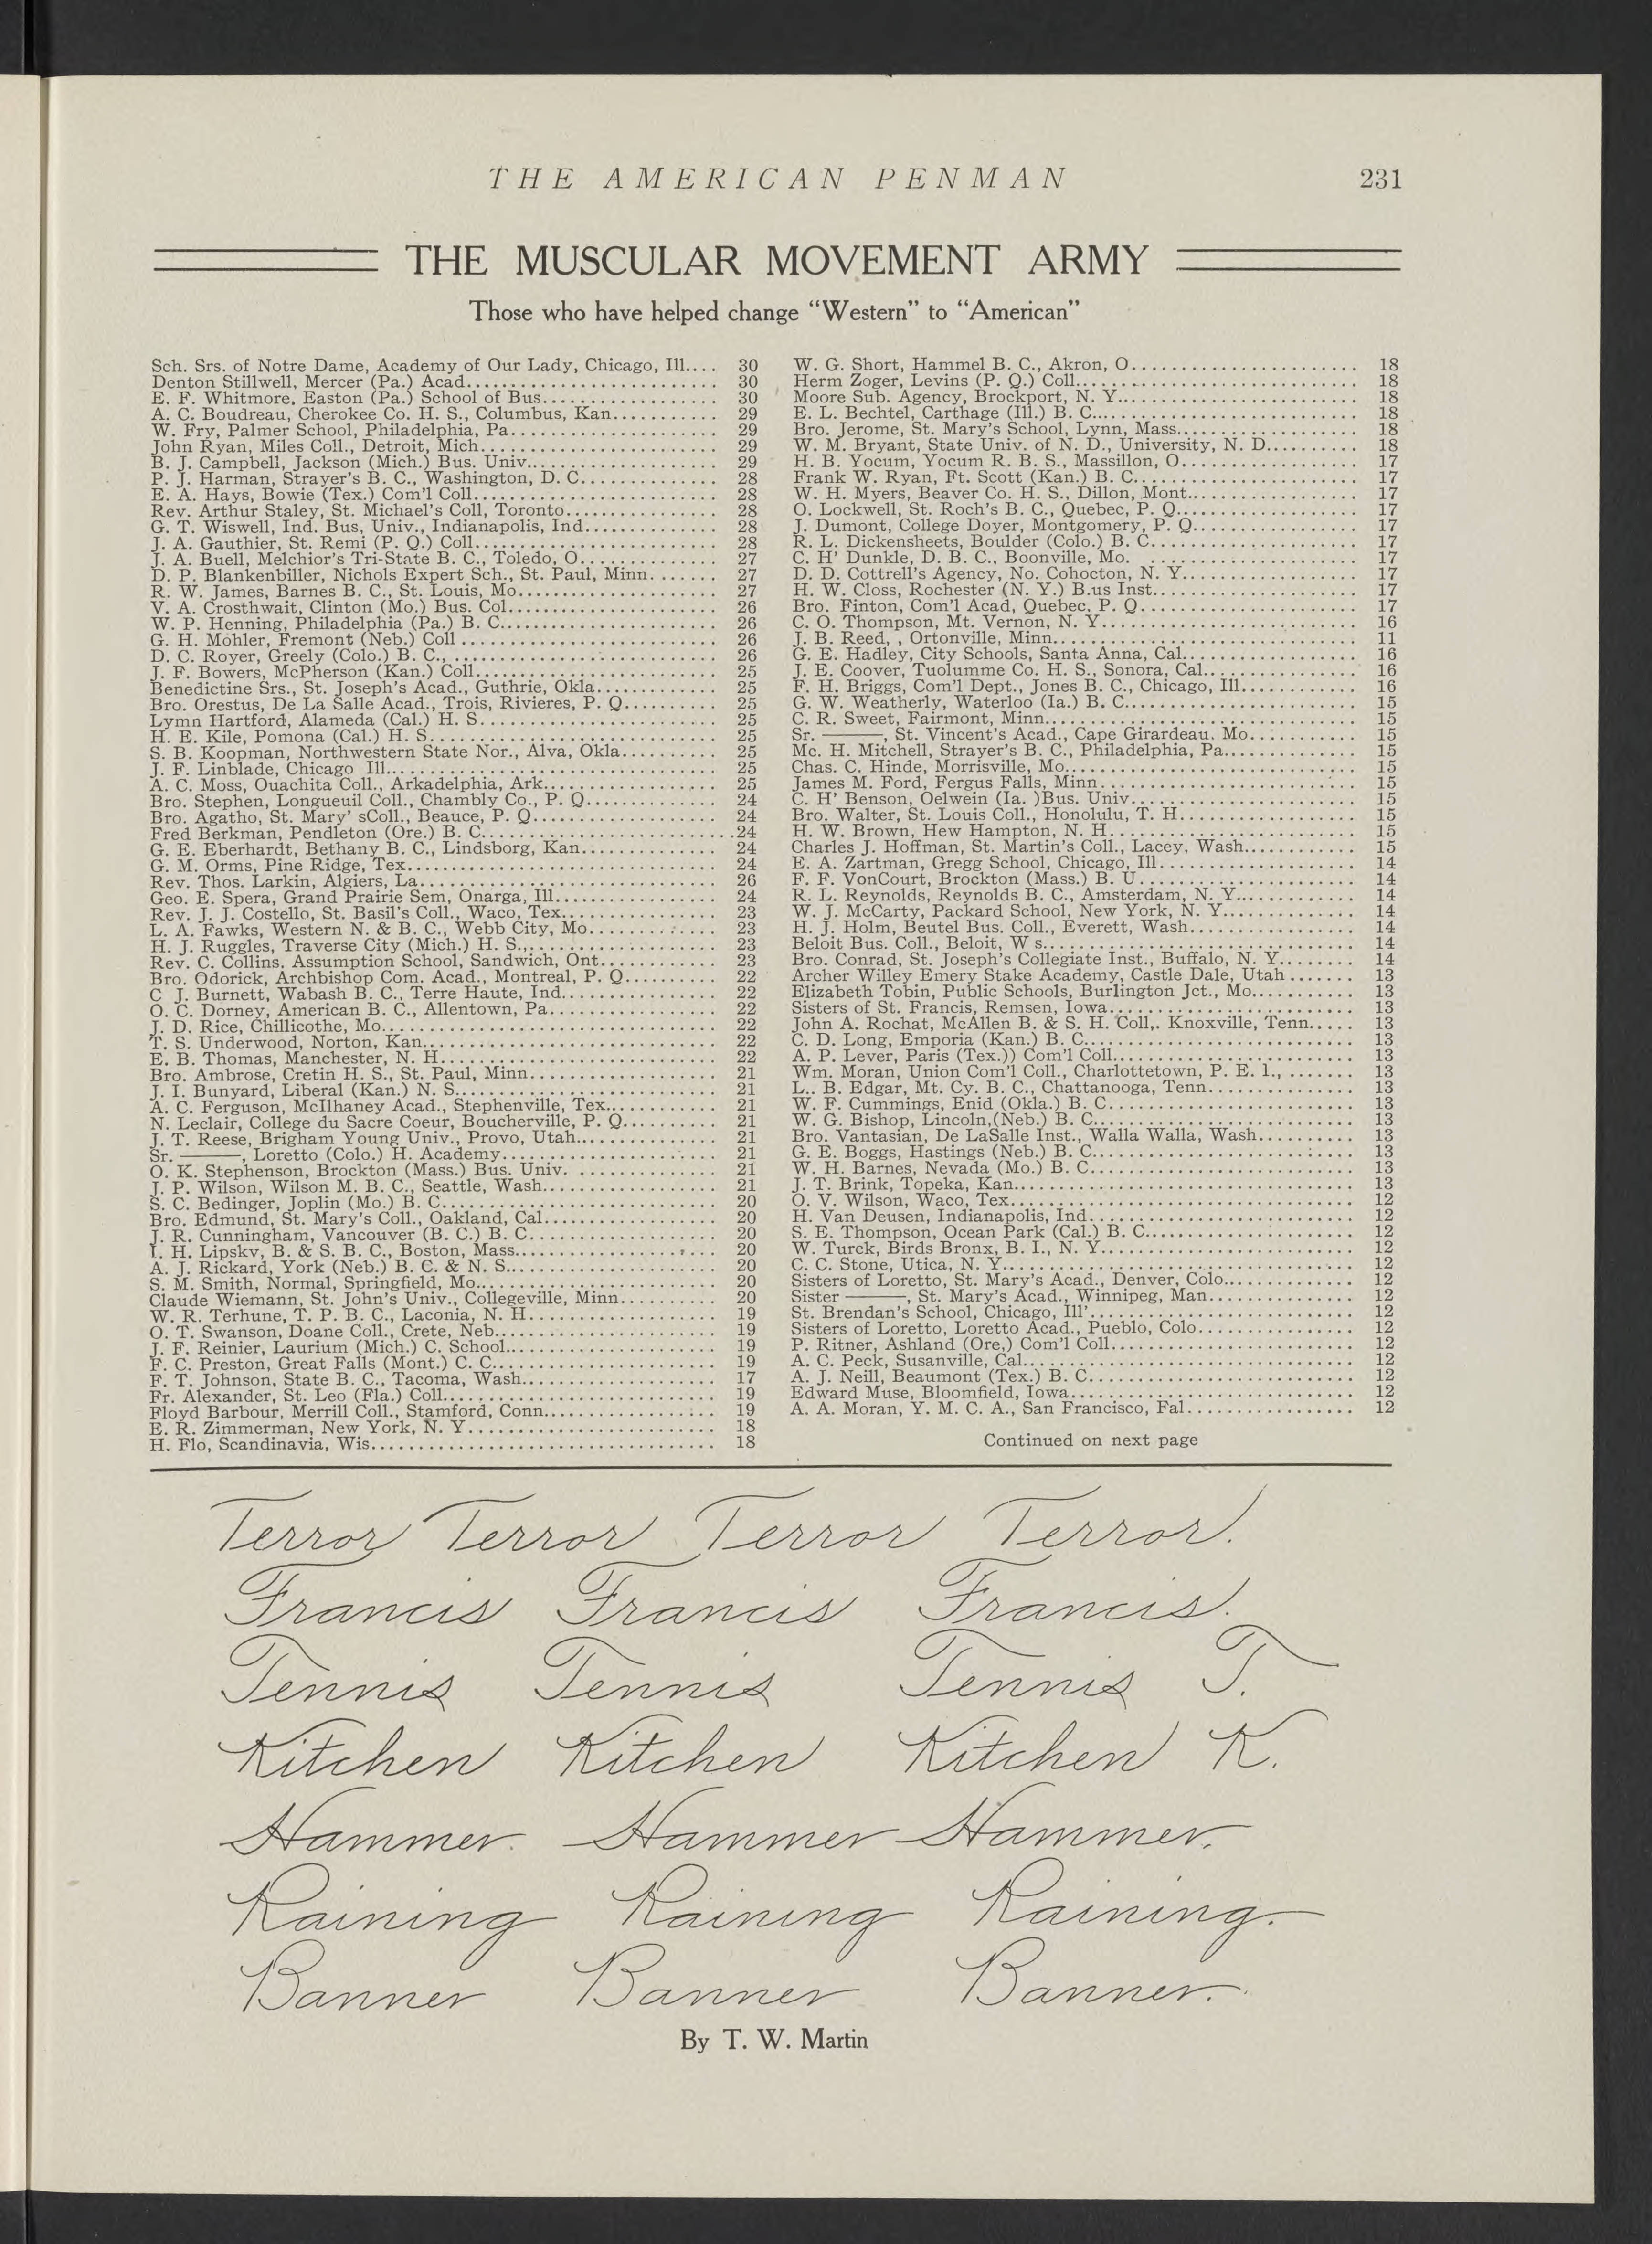 THE AMERICAN PENMAN 231
THE MUSCULAR MOVEMENT ARMY
Those who have helped change “Western” to “American”
Sch. Srs. of Notre Dame, Academy of Our Lady, Chicago, Ill.... 30
Denton Stillwell, Mercer (Pa.) Acad......................... 30
E. F. Whitmore, Easton (Pa.) School of Bus.................. 30
A. C. Boudreau, Cherokee Co. H. S., Columbus, Kan........... 29
W. Fry, Palmer School, Philadelphia, Pa..................... 29
John Ryan, Miles Coll., Detroit, Mich....................... 29
B. J. Campbell, Jackson (Mich.) Bus. Univ................... 29
P. J. Harman, Strayer's B. C., Washington, D. C............. 28
E. A. Hays, Bowie (Tex.) Com'l Coll......................... 28
Rev. Arthur Staley, St. Michael's Coll, Toronto............. 28
G. T. Wiswell, Ind. Bus, Univ., Indianapolis, Ind........... 28
J. A. Gauthier, St. Remi (P. Q.) Coll....................... 28
J. A. Buell, Melchior's Tri-State B. C., Toledo, O.......... 27
D. P. Blankenbiller, Nichols Expert Sch., St. Paul, Minn....... 27
R. W. James, Barnes B. C., St. Louis, Mo.................... 27
V. A. Crosthwait, Clinton (Mo.) Bus. Col.................... 26
W. P. Henning, Philadelphia (Pa.) B. C...................... 26
G. H. Mohler, Fremont (Neb.) Coll .......................... 26
D. C. Royer, Greely (Colo.) B. C., ......................... 26
J. F. Bowers, McPherson (Kan.) Coll......................... 25
Benedictine Srs., St. Joseph's Acad., Guthrie, Okla............ 25
Bro. Orestus, De La Salle Acad., Trois, Rivieres, P. Q.......... 25
Lymn Hartford, Alameda (Cal.) H. S.......................... 25
H. E. Kile, Pomona (Cal.) H. S.............................. 25
S. B. Koopman, Northwestern State Nor., Alva, Okla.......... 25
J. F. Linblade, Chicago Ill................................. 25
A. C. Moss, Ouachita Coll., Arkadelphia, Ark................ 25
Bro. Stephen, Longueuil Coll., Chambly Co., P. Q............. 24
Bro. Agatho, St. Mary' sColl., Beauce, P. Q.................. 24
Fred Berkman, Pendleton (Ore.) B. C..........................24
G. E. Eberhardt, Bethany B. C., Lindsborg, Kan.............. 24
G. M. Orms, Pine Ridge, Tex................................. 24
Rev. Thos. Larkin, Algiers, La.............................. 26
Geo. E. Spera, Grand Prairie Sem, Onarga, Ill............... 24
Rev. J. J. Costello, St. Basil's Coll., Waco, Tex............ 23
L. A. Fawks, Western N. & B. C., Webb City, Mo............. 23
H. J. Ruggles, Traverse City (Mich.) H. S.,................. 23
Rev. C. Collins, Assumption School, Sandwich, Ont........... 23
Bro. Odorick, Archbishop Com. Acad., Montreal, P. Q.......... 22
C J. Burnett, Wabash B. C., Terre Haute, Ind................ 22
O. C. Dorney, American B. C., Allentown, Pa................. 22
J. D. Rice, Chillicothe, Mo................................. 22
T. S. Underwood, Norton, Kan................................ 22
E. B. Thomas, Manchester, N. H.............................. 22
Bro. Ambrose, Cretin H. S., St. Paul, Minn.................. 21
J. I. Bunyard, Liberal (Kan.) N. S.......................... 21
A. C. Ferguson, McIlhaney Acad., Stephenville, Tex.......... 21
N. Leclair, College du Sacre Coeur, Boucherville, P. Q.......... 21
J. T. Reese, Brigham Young Univ., Provo, Utah............... 21
Sr. ———, Loretto (Colo.) H. Academy......................... 21
O. K. Stephenson, Brockton (Mass.) Bus. Univ. .............. 21
J. P. Wilson, Wilson M. B. C., Seattle, Wash................ 21
S. C. Bedinger, Joplin (Mo.) B. C........................... 20
Bro. Edmund, St. Mary's Coll., Oakland, Cal................. 20
J. R. Cunningham, Vancouver (B. C.) B. C.................... 20
I. H. Lipsky, B. & S. B. C., Boston, Mass................... 20
A. J. Rickard, York (Neb.) B. C. & N. S..................... 20
S. M. Smith, Normal, Springfield, Mo........................ 20
Claude Wiemann, St. John's Univ., Collegeville, Minn.......... 20
W. R. Terhune, T. P. B. C., Laconia, N. H................... 19
O. T. Swanson, Doane Coll., Crete, Neb...................... 19
J. F. Reinier, Laurium (Mich.) C. School.................... 19
F. C. Preston, Great Falls (Mont.) C. C..................... 19
F. T. Johnson, State B. C., Tacoma, Wash.................... 17
Fr. Alexander, St. Leo (Fla.) Coll.......................... 19
Floyd Barbour, Merrill Coll., Stamford, Conn................ 19
E. R. Zimmerman, New York, N. Y............................. 18
H. Flo, Scandinavia, Wis.................................... 18
W. G. Short, Hammel B. C., Akron, O....................... 18
Herm Zoger, Levins (P. Q.) Coll........................... 18
Moore Sub. Agency, Brockport, N. Y........................ 18
E. L. Bechtel, Carthage (Ill.) B. C....................... 18
Bro. Jerome, St. Mary's School, Lynn, Mass................ 18
W. M. Bryant, State Univ. of N. D., University, N. D.......... 18
H. B. Yocum, Yocum R. B. S., Massillon, O................. 17
Frank W. Ryan, Ft. Scott (Kan.) B. C...................... 17
W. H. Myers, Beaver Co. H. S., Dillon, Mont............... 17
O. Lockwell, St. Roch's B. C., Quebec, P. Q............... 17
J. Dumont, College Doyer, Montgomery, P. Q................ 17
R. L. Dickensheets, Boulder (Colo.) B. C.................. 17
C. H' Dunkle, D. B. C., Boonville, Mo. ................... 17
D. D. Cottrell's Agency, No. Cohocton, N. Y............... 17
H. W. Closs, Rochester (N. Y.) B.us Inst.................. 17
Bro. Finton, Com'l Acad, Quebec, P. Q..................... 17
C. O. Thompson, Mt. Vernon, N. Y.......................... 16
J. B. Reed, , Ortonville, Minn............................ 11
G. E. Hadley, City Schools, Santa Anna, Cal............... 16
J. E. Coover, Tuolumme Co. H. S., Sonora, Cal............. 16
F. H. Briggs, Com'l Dept., Jones B. C., Chicago, Ill........... 16
G. W. Weatherly, Waterloo (Ia.) B. C...................... 15
C. R. Sweet, Fairmont, Minn............................... 15
Sr. ———, St. Vincent's Acad., Cape Girardeau, Mo.......... 15
Mc. H. Mitchell, Strayer's B. C., Philadelphia, Pa........... 15
Chas. C. Hinde, Morrisville, Mo........................... 15
James M. Ford, Fergus Falls, Minn......................... 15
C. H' Benson, Oelwein (Ia. )Bus. Univ..................... 15
Bro. Walter, St. Louis Coll., Honolulu, T. H.............. 15
H. W. Brown, Hew Hampton, N. H............................ 15
Charles J. Hoffman, St. Martin's Coll., Lacey, Wash........... 15
E. A. Zartman, Gregg School, Chicago, Ill................. 14
F. F. VonCourt, Brockton (Mass.) B. U..................... 14
R. L. Reynolds, Reynolds B. C., Amsterdam, N. Y........... 14
W. J. McCarty, Packard School, New York, N. Y............. 14
H. J. Holm, Beutel Bus. Coll., Everett, Wash.............. 14
Beloit Bus. Coll., Beloit, W s............................ 14
Bro. Conrad, St. Joseph's Collegiate Inst., Buffalo, N. Y........ 14
Archer Willey Emery Stake Academy, Castle Dale, Utah ....... 13
Elizabeth Tobin, Public Schools, Burlington Jct., Mo........... 13
Sisters of St. Francis, Remsen, Iowa...................... 13
John A. Rochat, McAllen B. & S. H. Coll,. Knoxville, Tenn..... 13
C. D. Long, Emporia (Kan.) B. C........................... 13
A. P. Lever, Paris (Tex.)) Com'l Coll..................... 13
Wm. Moran, Union Com'l Coll., Charlottetown, P. E. 1., ....... 13
L.. B. Edgar, Mt. Cy. B. C., Chattanooga, Tenn............ 13
W. F. Cummings, Enid (Okla.) B. C......................... 13
W. G. Bishop, Lincoln,(Neb.) B. C......................... 13
Bro. Vantasian, De LaSalle Inst., Walla Walla, Wash.......... 13
G. E. Boggs, Hastings (Neb.) B. C......................... 13
W. H. Barnes, Nevada (Mo.) B. C........................... 13
J. T. Brink, Topeka, Kan.................................. 13
O. V. Wilson, Waco, Tex................................... 12
H. Van Deusen, Indianapolis, Ind.......................... 12
S. E. Thompson, Ocean Park (Cal.) B. C.................... 12
W. Turck, Birds Bronx, B. I., N. Y........................ 12
C. C. Stone, Utica, N. Y.................................. 12
Sisters of Loretto, St. Mary's Acad., Denver, Colo............. 12
Sister ———, St. Mary's Acad., Winnipeg, Man............... 12
St. Brendan's School, Chicago, Ill'....................... 12
Sisters of Loretto, Loretto Acad., Pueblo, Colo................ 12
P. Ritner, Ashland (Ore,) Com'l Coll...................... 12
A. C. Peck, Susanville, Cal............................... 12
A. J. Neill, Beaumont (Tex.) B. C......................... 12
Edward Muse, Bloomfield, Iowa............................. 12
A. A. Moran, Y. M. C. A., San Francisco, Fal................. 12
Continued on next page
Terror Terror Terror Terror.
Francis Francis Francis.
Tennis Tennis Tennis T.
Kitchen Kitchen Kitchen K.
Hammer. Hammer Hammer.
Raining Raining Raining.
Banner Banner Banner.
By T. W. Martin